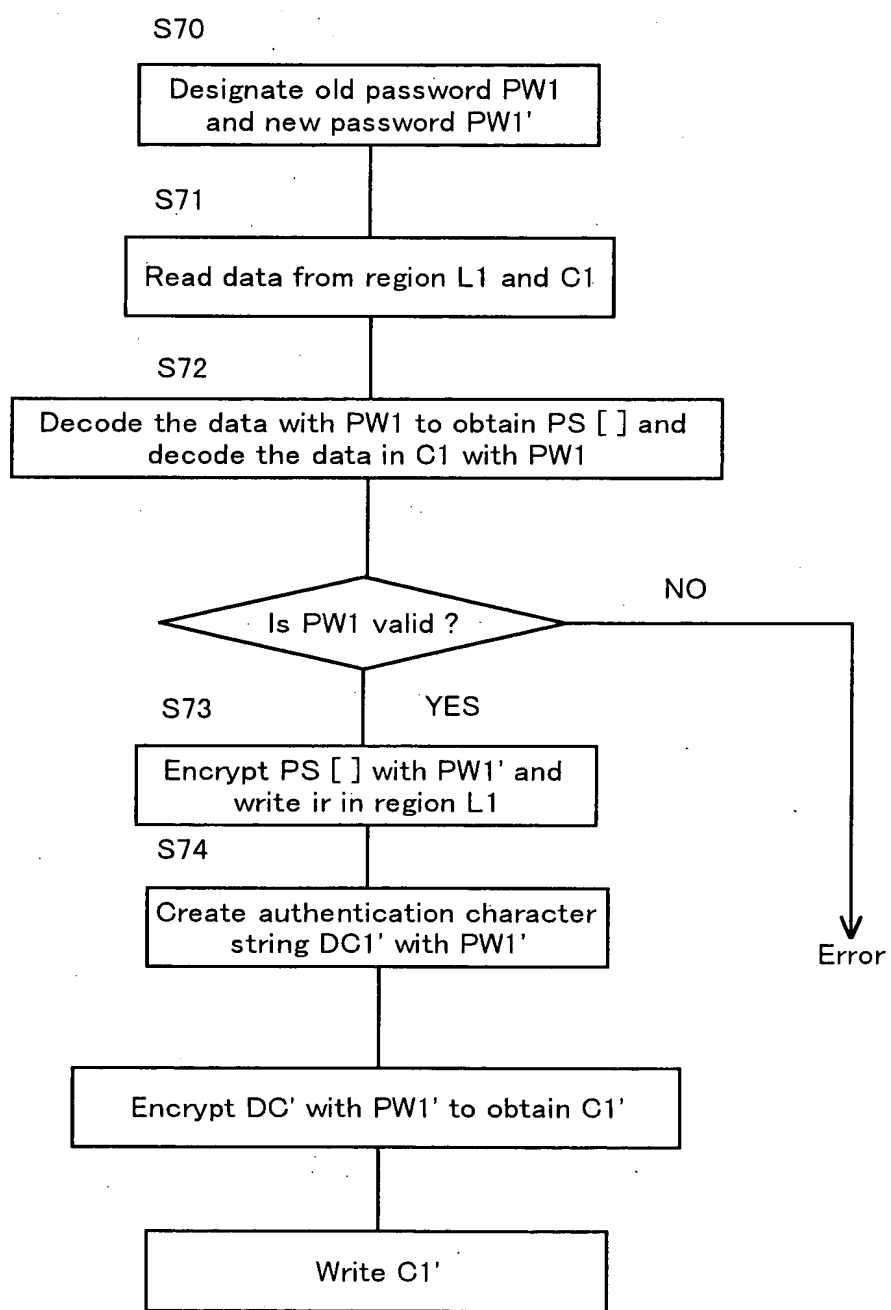 S70
Designate old password PW1
and new password PW1'
S71
Read data from region L1 and C1
S72
Decode the data with PW1 to obtain PS [ ] and
decode the data in C1 with PW1
Is PW1 valid ?
NO
S73
YES
Encrypt PS [ ] with PW1' and
write ir in region L1
S74
Create authentication character
string DC1' with PW1'
Error
Encrypt DC' with PW1' to obtain C1'
Write C1'